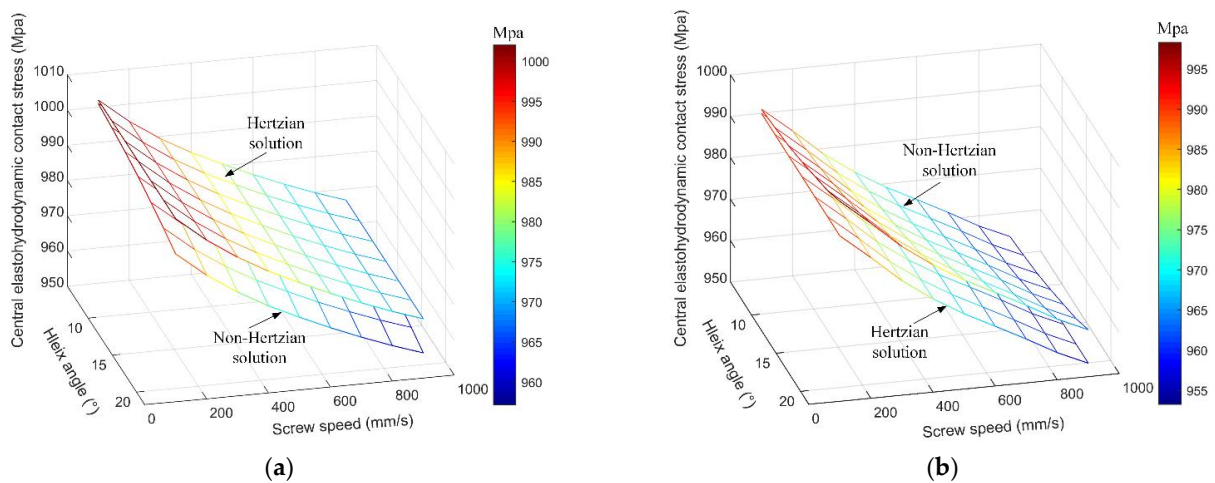 Central elastohydrodynamic contact stress (Mpa)
1010
1000
990
980
970
960
950
10
15
20
Hleix angle (°)
0
200
400
600
800
1000
Screw speed (mm/s)
Hertzian
solution
Non-Hertzian
solution
Mpa
1000
995
990
985
980
975
970
965
960
(a)
Central elastohydrodynamic contact stress (Mpa)
1000
990
980
970
960
950
10
15
20
Hleix angle (°)
0
200
400
600
800
1000
Screw speed (mm/s)
Non-Hertzian
solution
Hertzian
solution
Mpa
995
990
985
980
975
970
965
960
955
(b)